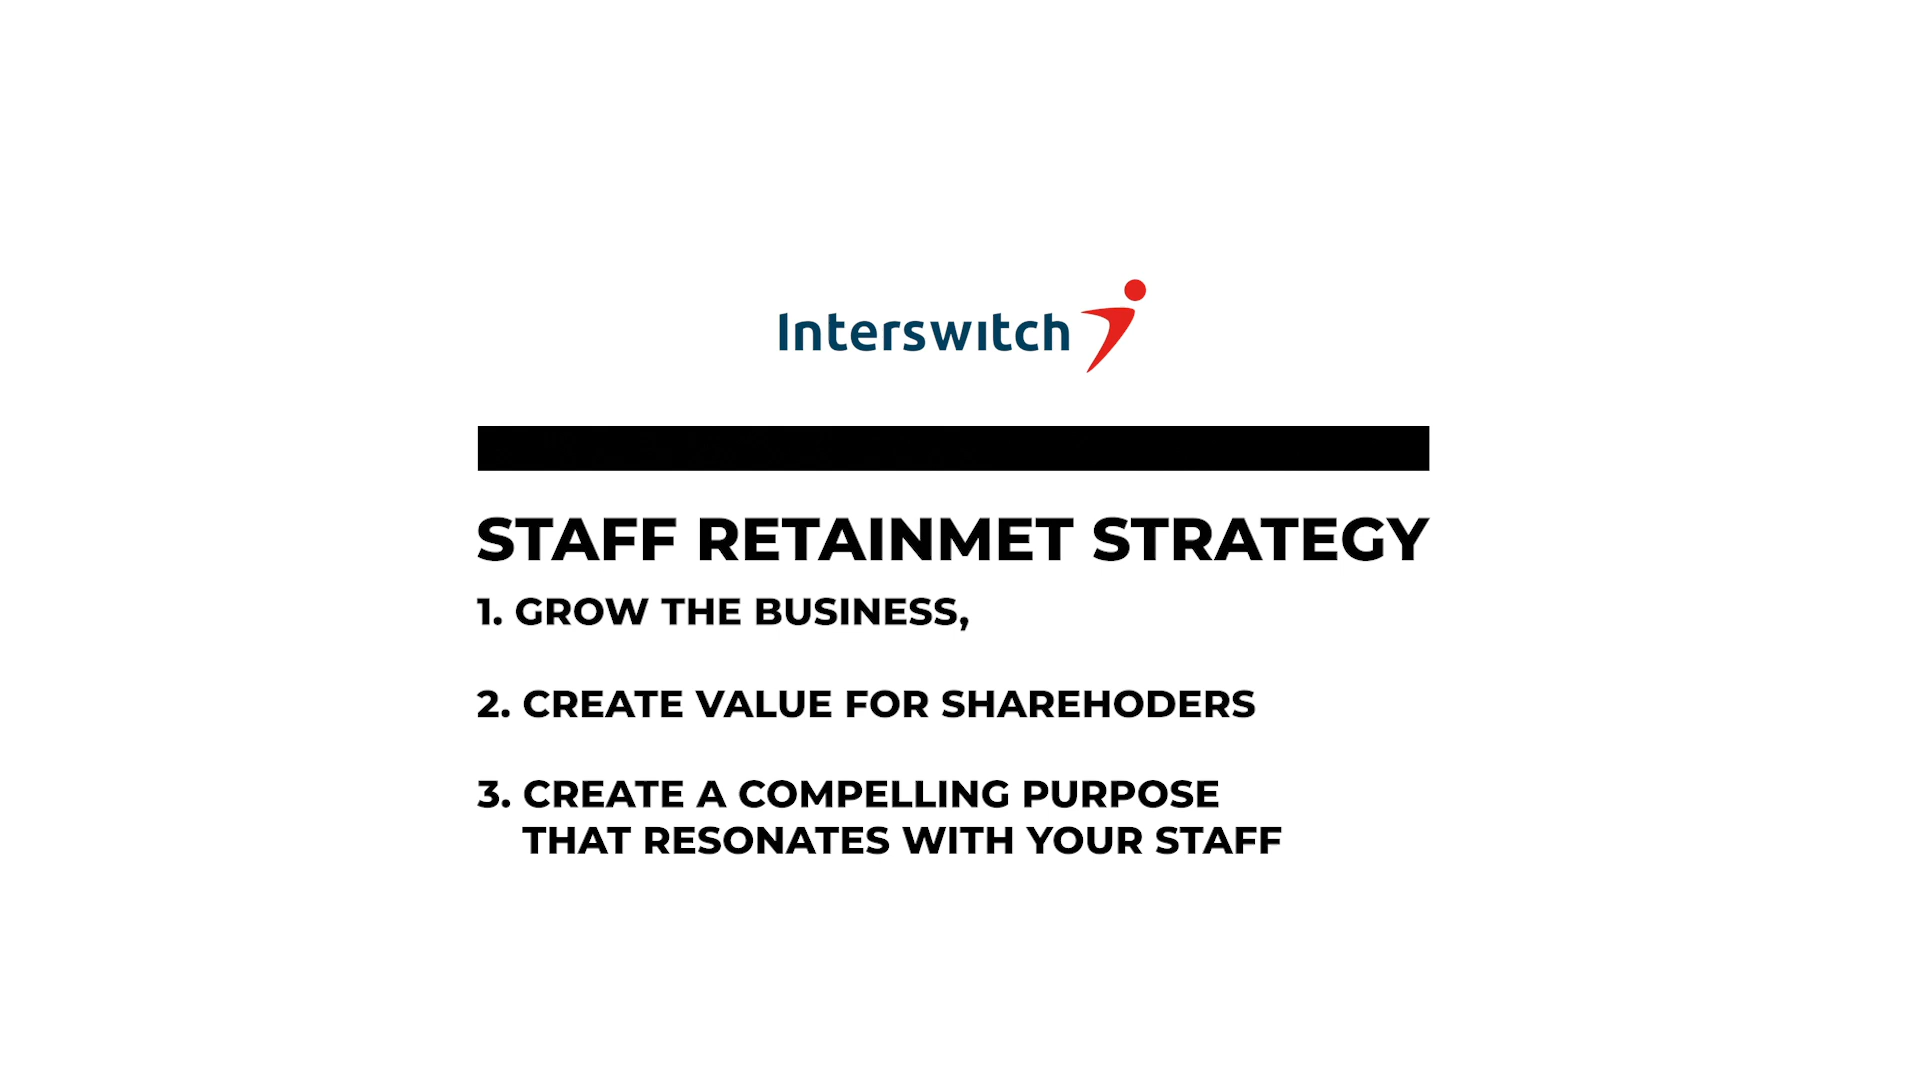 Interswitch
STAFF RETAINMET STRATEGY
1. GROW THE BUSINESS,
2. CREATE VALUE FOR SHAREHODERS
3. CREATE A COMPELLING PURPOSE
THAT RESONATES WITH YOUR STAFF